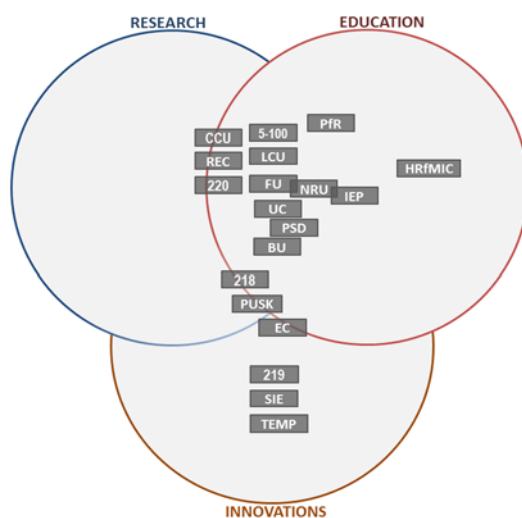 RESEARCH
EDUCATION
PfR
5-100
CCU
LCU
REC
HRfMIC
220
FU
NRU
IEP
UC
PSD
BU
218
PUSK
EC
219
SIE
TEMP
INNOVATIONS